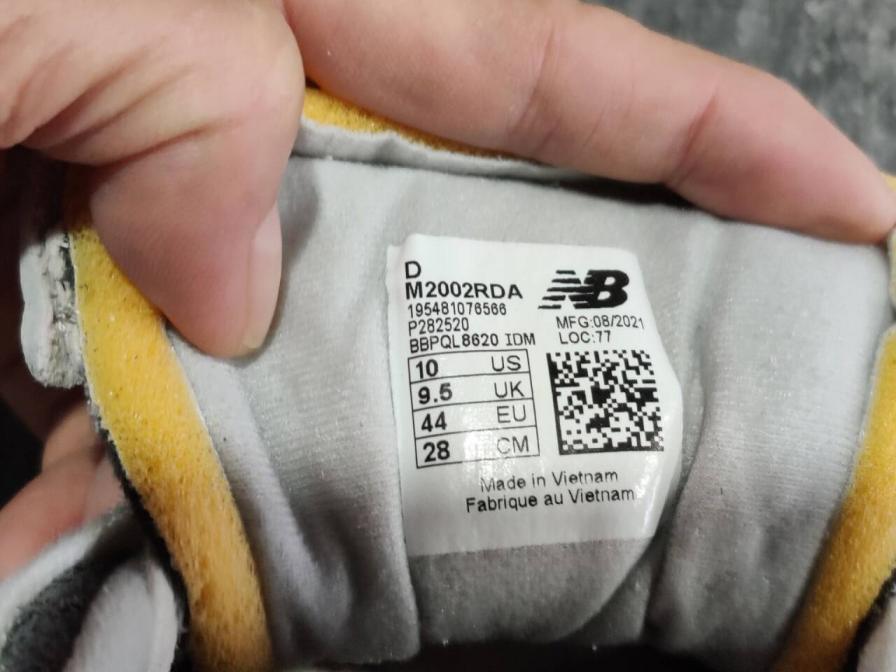 D
M2002RDA
195481076566
P282520
BBPQL8620 IDM
NB
MFG:08/2021
LOC:77
10 US
9.5 UK
44 EU
28 CM
Made in Vietnam
Fabrique au Vietnam